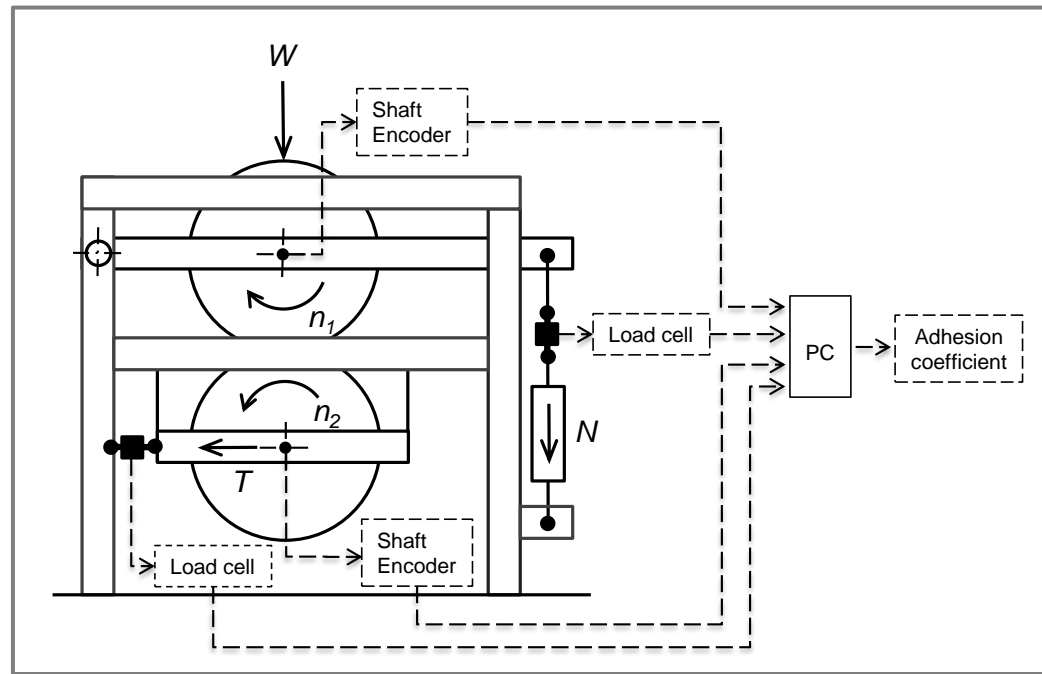 W
Shaft
Encoder
n1
Load cell
PC
Adhesion
coefficient
n2
N
T
Shaft
Encoder
Load cell